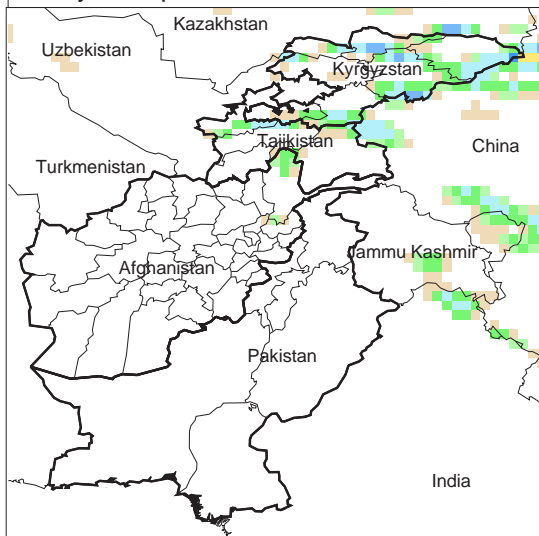 Kazakhstan
Uzbekistan
Kyrgyzstan
Tajikistan
China
Turkmenistan
Jammu Kashmir
Afghanistan
Pakistan
India